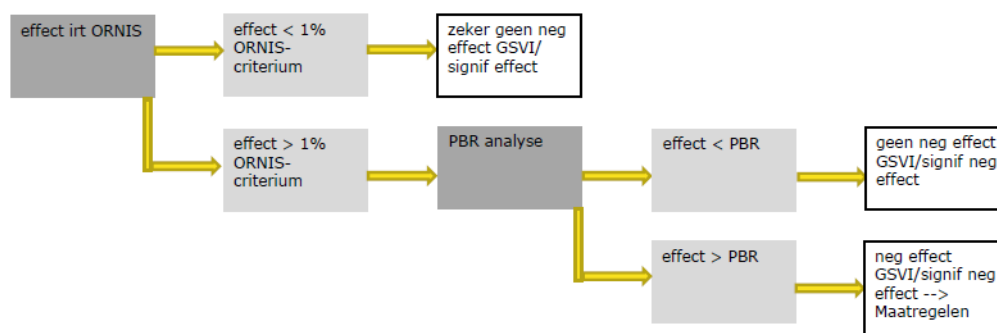 effect irt ORNIS
effect < 1%
ORNIS-
criterium
zeker geen neg
effect GSVI/
signif effect
effect > 1%
ORNIS-
criterium
PBR analyse
effect < PBR
geen neg effect
GSVI/signif neg
effect
effect > PBR
neg effect
GSVI/signif neg
effect -->
Maatregelen